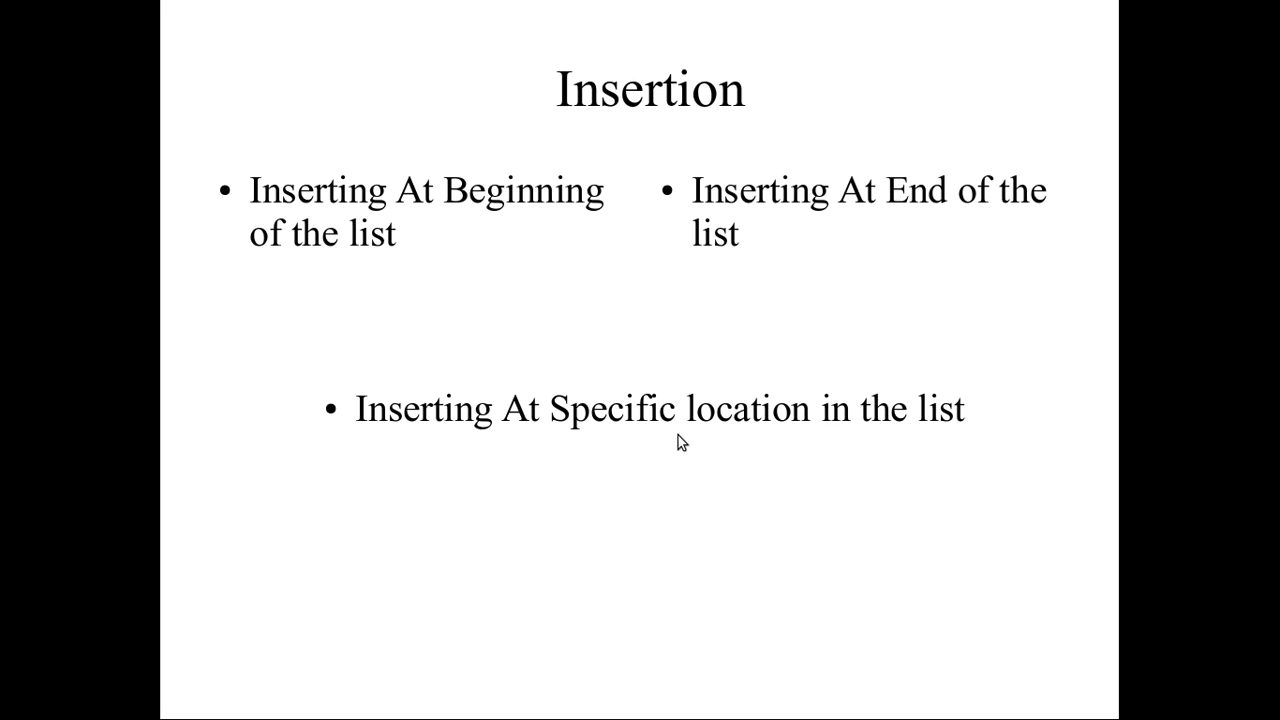 Insertion
• Inserting At Beginning
of the list
• Inserting At End of the
list
• Inserting At Specific location in the list